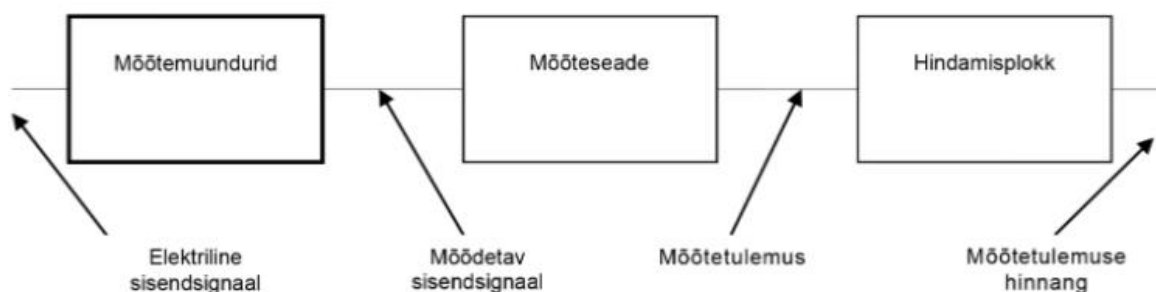 Mõõtemuundurid
Mõõteseade
Hindamisplokk
Elektriline
sisendsignaal
Mõõdetav
sisendsignaal
Mõõtetulemus
Mõõtetulemuse
hinnang